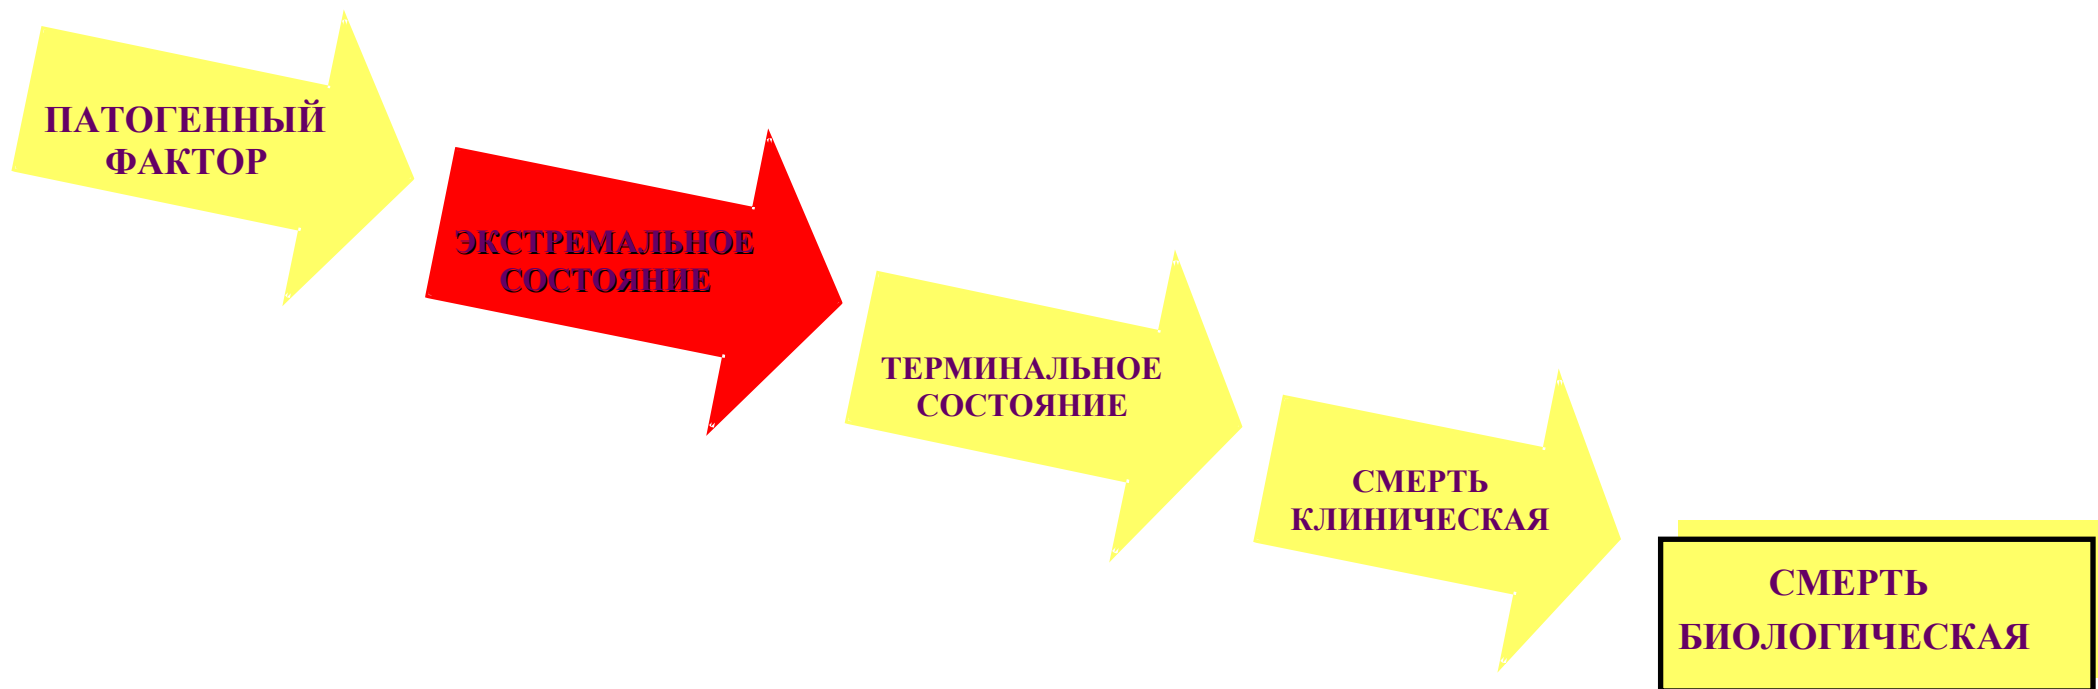 ПАТОГЕННЫЙ
ФАКТОР
ЭКСТРЕМАЛЬНОЕ
СОСТОЯНИЕ
ТЕРМИНАЛЬНОЕ
СОСТОЯНИЕ
СМЕРТЬ
КЛИНИЧЕСКАЯ
СМЕРТЬ
БИОЛОГИЧЕСКАЯ